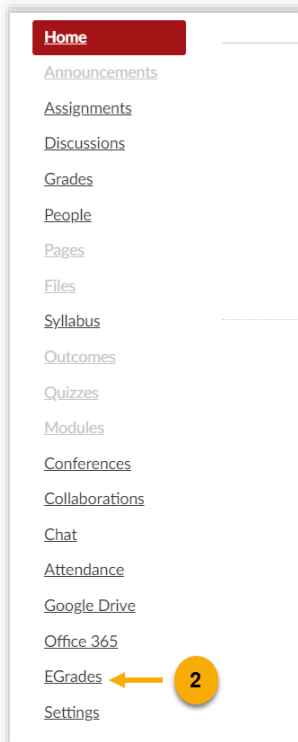 Home
Announcements
Assignments
Discussions
Grades
People
Pages
Files
Syllabus
Outcomes
Quizzes
Modules
Conferences
Collaborations
Chat
Attendance
Google Drive
Office 365
EGrades 2
Settings